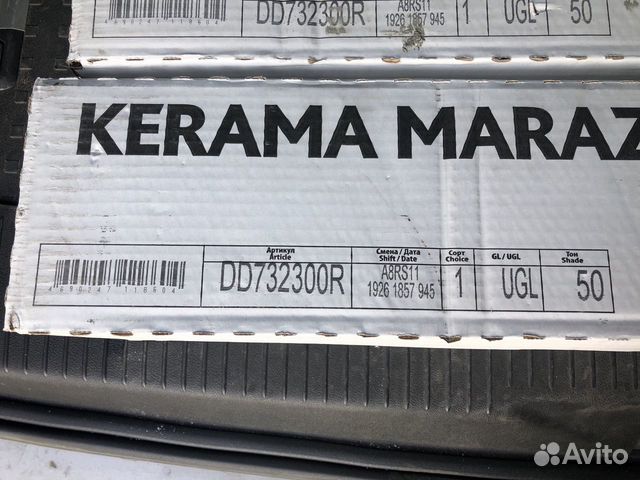 DD732300R A8RS11 1 UGL 50
1926 1857 945
KERAMA MARAZ
Артикул Смена / Дата Сорт GL / UGL Тон
Article Shift / Date Choice Shade
DD732300R A8RS11 1 UGL 50
1926 1857 945
4690247118604
Avito